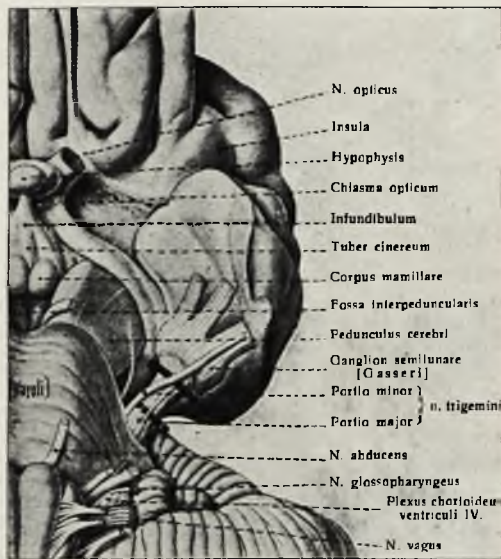 N. opticus
Insula
Hypophysis
Chiasma opticum
Infundibulum
Tuber cinereum
Corpus mamillare
Fossa interpeduncularis
Pedunculus cerebri
Ganglion semilunare
[Gasseri]
Portio minor
n. trigemini
Portio major
N. abducens
N. glossopharyngeus
Plexus chorioideu
ventriculi IV.
N. vagus